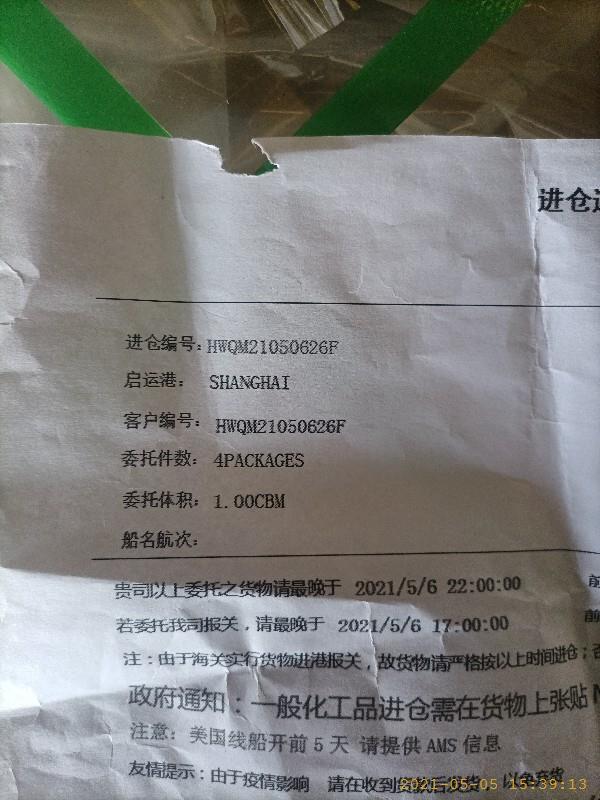 进仓
进仓编号：HWQM21050626F
启运港： SHANGHAI
客户编号： HWQM21050626F
委托件数： 4PACKAGES
委托体积： 1.00CBM
船名航次：
贵司以上委托之货物请最晚于 2021/5/6 22:00:00 前
若委托我司报关，请最晚于 2021/5/6 17:00:00 前
注：由于海关实行货物进港报关，故货物请严格按以上时间进仓；否
政府通知：一般化工品进仓需在货物上张贴
注意：美国线船开前5天 请提供AMS信息
友情提示：由于疫情影响 请在收到
2021-05-05 15:39:13